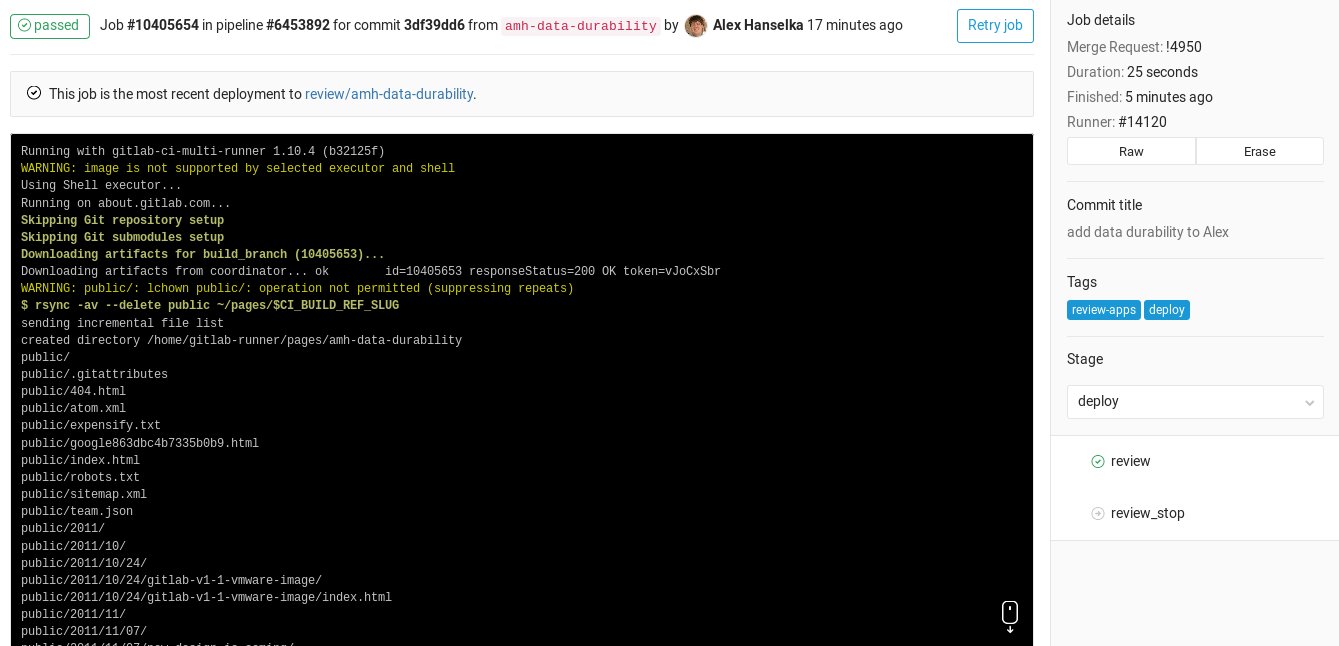 passed Job #10405654 in pipeline #6453892 for commit 3df39dd6 from amh-data-durability by Alex Hanselka 17 minutes ago
Retry job
This job is the most recent deployment to review/amh-data-durability.
Running with gitlab-ci-multi-runner 1.10.4 (b32125f)
WARNING: image is not supported by selected executor and shell
Using Shell executor...
Running on about.gitlab.com...
Skipping Git repository setup
Skipping Git submodules setup
Downloading artifacts for build_branch (10405653)...
Downloading artifacts from coordinator... ok        id=10405653 responseStatus=200 OK token=vJoCxSbr
WARNING: public/: lchown public/: operation not permitted (suppressing repeats)
$ rsync -av --delete public ~/pages/$CI_BUILD_REF_SLUG
sending incremental file list
created directory /home/gitlab-runner/pages/amh-data-durability
public/
public/.gitattributes
public/404.html
public/atom.xml
public/expensify.txt
public/google863dbc4b7335b0b9.html
public/index.html
public/robots.txt
public/sitemap.xml
public/team.json
public/2011/
public/2011/10/
public/2011/10/24/
public/2011/10/24/gitlab-v1-1-vmware-image/
public/2011/10/24/gitlab-v1-1-vmware-image/index.html
public/2011/11/
public/2011/11/07/
Job details
Merge Request: !4950
Duration: 25 seconds
Finished: 5 minutes ago
Runner: #14120
Raw
Erase
Commit title
add data durability to Alex
Tags
review-apps deploy
Stage
deploy
review
review_stop